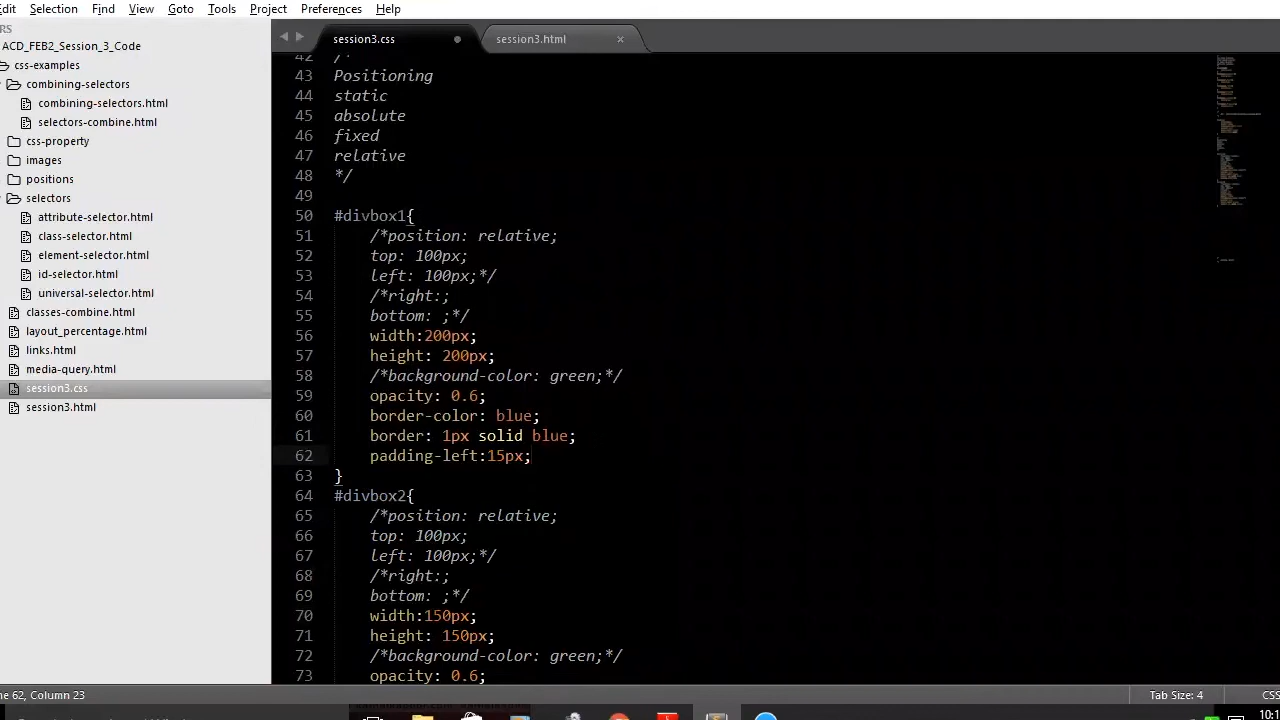 Edit Selection Find View Goto Tools Project Preferences Help
session3.css session3.html ×
ACD_FEB2_Session_3_Code
css-examples
combining-selectors
combining-selectors.html
selectors-combine.html
css-property
images
positions
selectors
attribute-selector.html
class-selector.html
element-selector.html
id-selector.html
universal-selector.html
classes-combine.html
layout_percentage.html
links.html
media-query.html
session3.css
session3.html
42 /*
43 Positioning
44 static
45 absolute
46 fixed
47 relative
48 */
49
50 #divbox1{
51 /*position: relative;
52 top: 100px;
53 left: 100px;*/
54 /*right:;
55 bottom: ;*/
56 width:200px;
57 height: 200px;
58 /*background-color: green;*/
59 opacity: 0.6;
60 border-color: blue;
61 border: 1px solid blue;
62 padding-left:15px;
63 }
64 #divbox2{
65 /*position: relative;
66 top: 100px;
67 left: 100px;*/
68 /*right:;
69 bottom: ;*/
70 width:150px;
71 height: 150px;
72 /*background-color: green;*/
73 opacity: 0.6;
ne 62, Column 23 Tab Size: 4 CSS
10:1